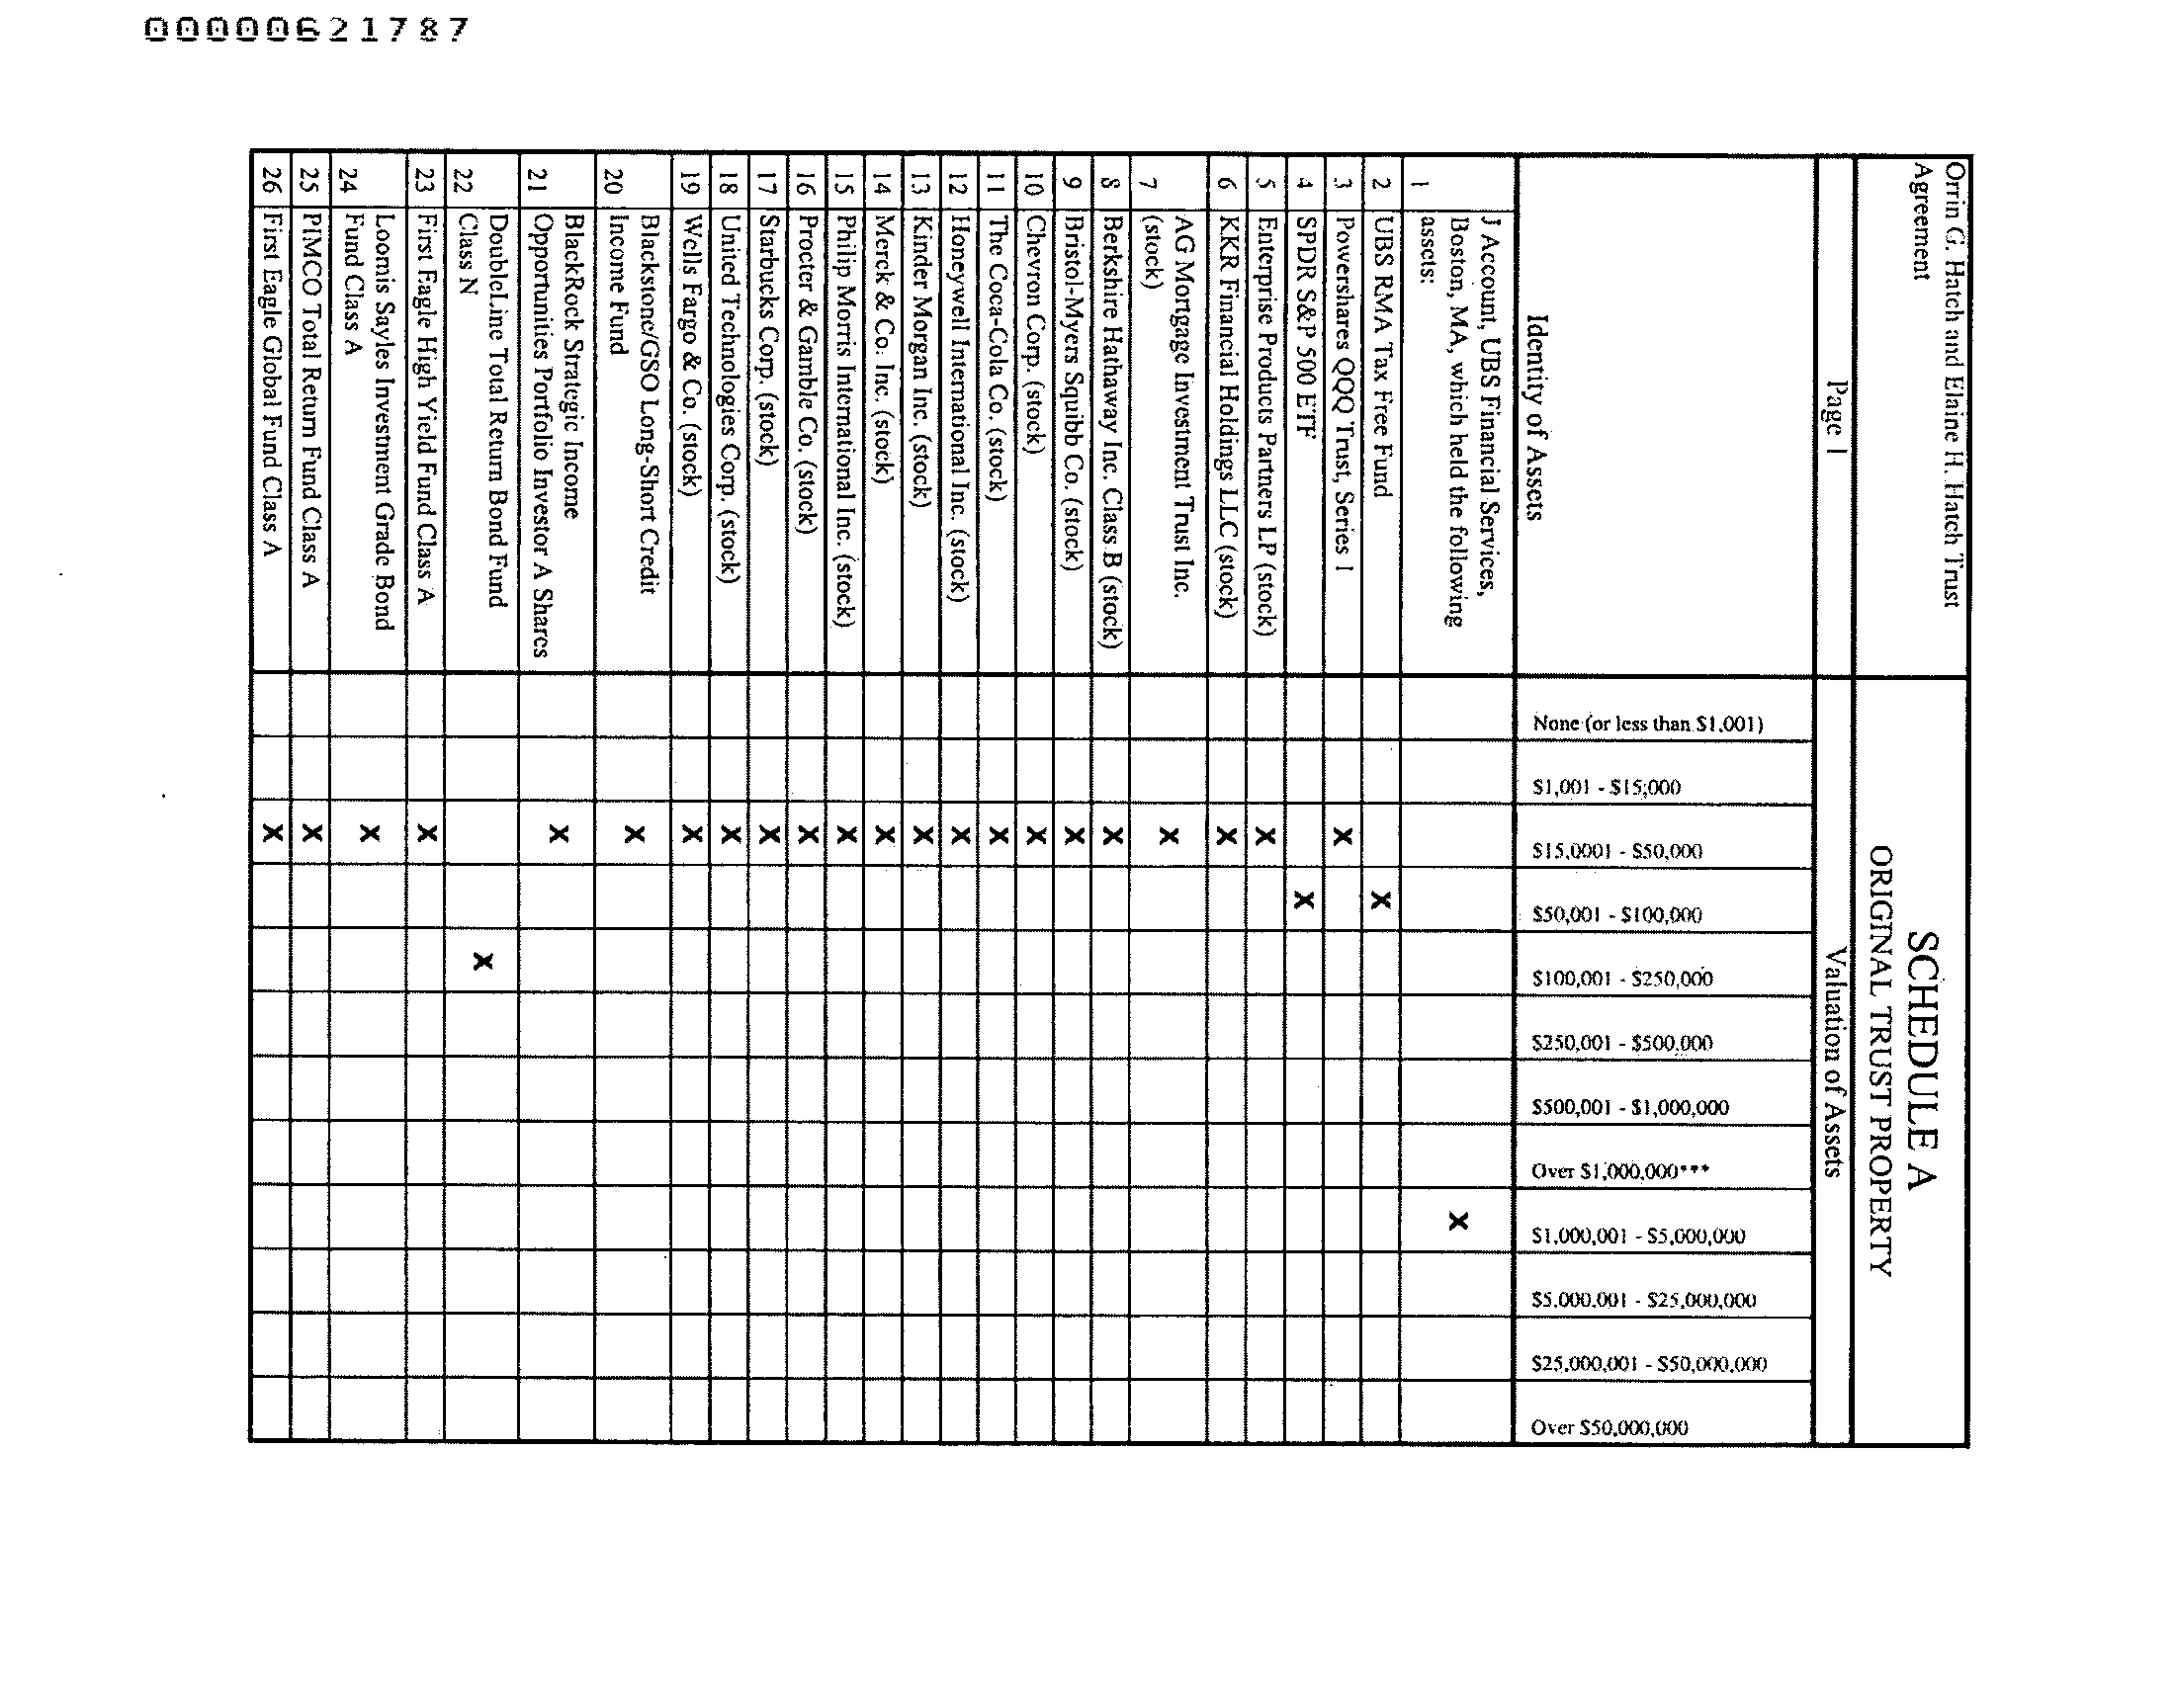 00000621787
Orrin G. Hatch and Elaine H. Hatch Trust
Agreement
SCHEDULE A
ORIGINAL TRUST PROPERTY
Page 1
Valuation of Assets
Identity of Assets
None (or less than $1,001)
$1,001 - $15,000
$15,0001 - $50,000
$50,001 - $100,000
$100,001 - $250,000
$250,001 - $500,000
$500,001 - $1,000,000
Over $1,000,000***
$1,000,001 - $5,000,000
$5,000,001 - $25,000,000
$25,000,001 - $50,000,000
Over $50,000,000
J Account, UBS Financial Services,
Boston, MA, which held the following
1 assets: X
2 UBS RMA Tax Free Fund X
3 Powershares QQQ Trust, Series 1 X
4 SPDR S&P 500 ETF X
5 Enterprise Products Partners LP (stock) X
6 KKR Financial Holdings LLC (stock) X
AG Mortgage Investment Trust Inc.
7 (stock) X
8 Berkshire Hathaway Inc. Class B (stock) X
9 Bristol-Myers Squibb Co. (stock) X
10 Chevron Corp. (stock) X
11 The Coca-Cola Co. (stock) X
12 Honeywell International Inc. (stock) X
13 Kinder Morgan Inc. (stock) X
14 Merck & Co. Inc. (stock) X
15 Philip Morris International Inc. (stock) X
16 Procter & Gamble Co. (stock) X
17 Starbucks Corp. (stock) X
18 United Technologies Corp. (stock) X
19 Wells Fargo & Co. (stock) X
Blackstone/GSO Long-Short Credit
20 Income Fund X
BlackRock Strategic Income
21 Opportunities Portfolio Investor A Shares X
DoubleLine Total Return Bond Fund
22 Class N X
23 First Eagle High Yield Fund Class A X
Loomis Sayles Investment Grade Bond
24 Fund Class A X
25 PIMCO Total Return Fund Class A X
26 First Eagle Global Fund Class A X